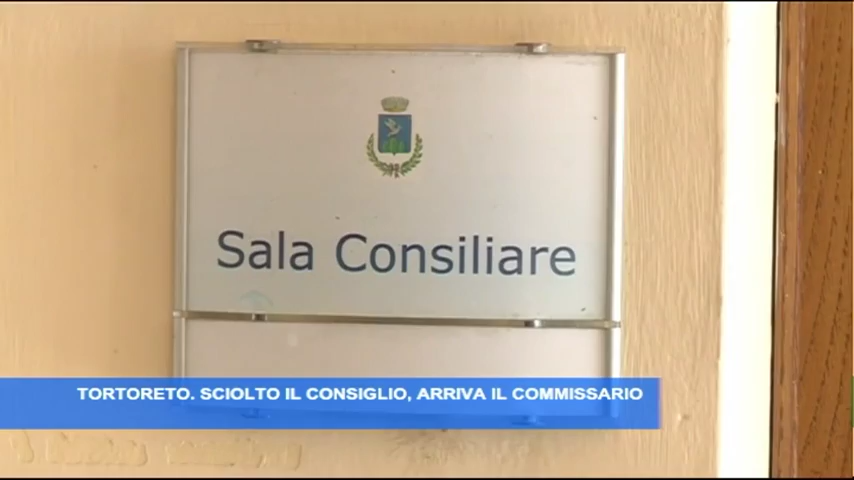 Sala Consiliare
TORTORETO. SCIOLTO IL CONSIGLIO, ARRIVA IL COMMISSARIO